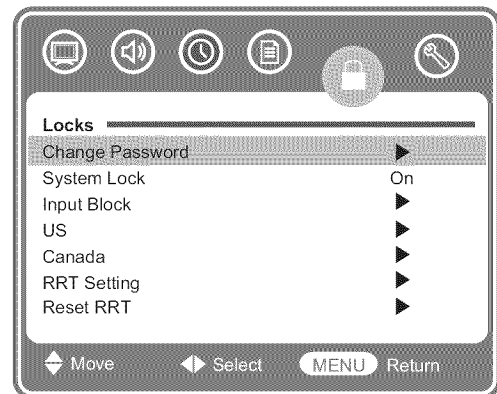 Locks
Change Password
System Lock On
Input Block
US
Canada
RRT Setting
Reset RRT
Move Select MENU Return